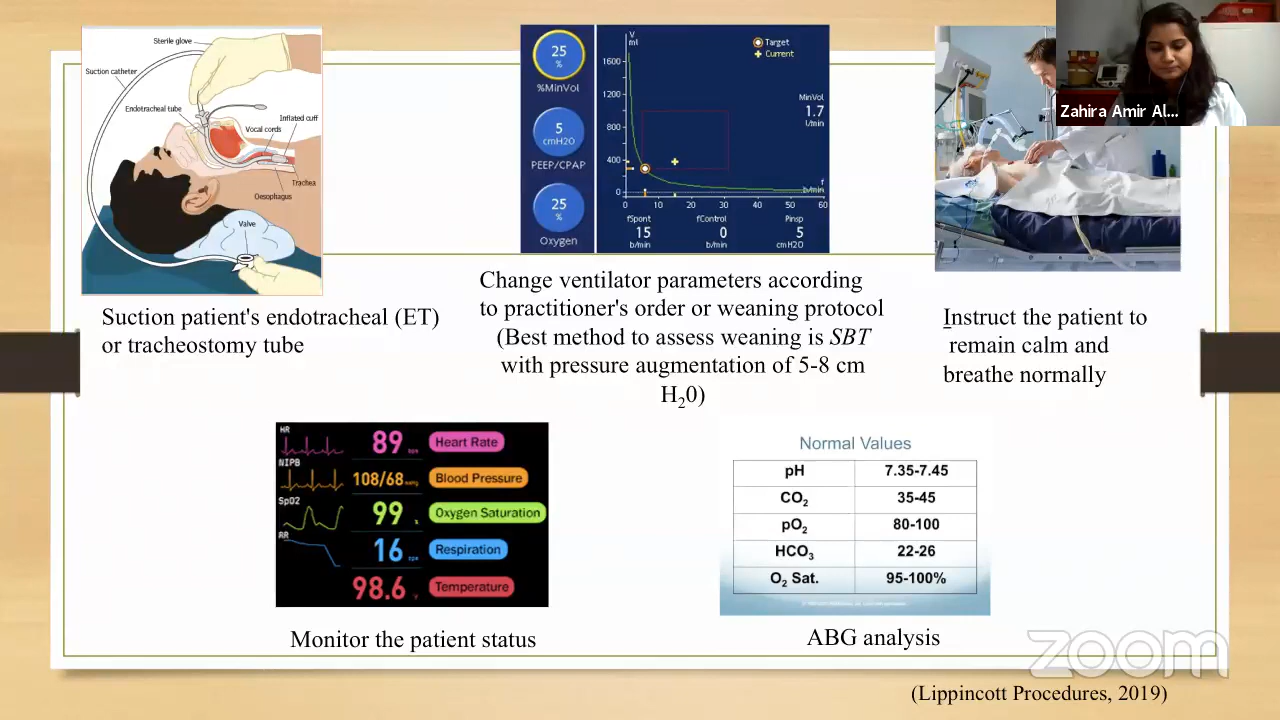 Sterile glove
Suction catheter
Endotracheal tube
Inflated cuff
Vocal cords
Trachea
Oesophagus
Valve
Suction patient's endotracheal (ET)
or tracheostomy tube
25
%
%MinVol
5
cmH2O
PEEP/CPAP
25
%
Oxygen
V
ml
1600
1200
800
400
0
0 10 20 30 40 50 60
Target
Current
MinVol
1.7
l/min
f
b/min
fSpont
15
b/min
fControl
0
b/min
Pinsp
5
cmH2O
Change ventilator parameters according
to practitioner's order or weaning protocol
(Best method to assess weaning is SBT
with pressure augmentation of 5-8 cm
H₂0)
Zahira Amir Al...
Instruct the patient to
remain calm and
breathe normally
HR
89
Heart Rate
NIPB
108/68
Blood Pressure
SpO2
99
Oxygen Saturation
RR
16
Respiration
98.6
Temperature
Monitor the patient status
Normal Values
pH 7.35-7.45
CO₂ 35-45
pO₂ 80-100
HCO₃ 22-26
O₂ Sat. 95-100%
ABG analysis
zoom
(Lippincott Procedures, 2019)